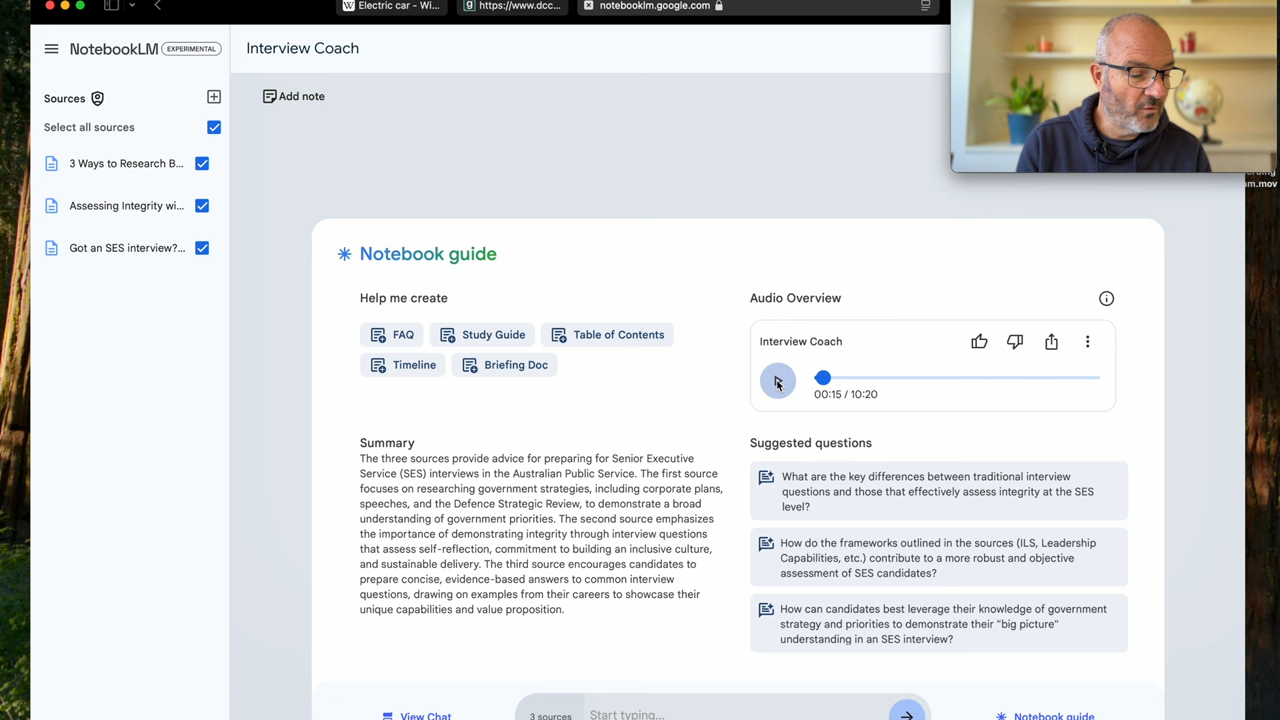 Electric car - Wi...
https://www.dcc...
notebooklm.google.com
NotebookLM
EXPERIMENTAL
Interview Coach
Sources
Add note
Select all sources
3 Ways to Research B...
Assessing Integrity wi...
Got an SES interview?...
am.mov
Notebook guide
Help me create
FAQ
Study Guide
Table of Contents
Timeline
Briefing Doc
Audio Overview
Interview Coach
00:15 / 10:20
Summary
The three sources provide advice for preparing for Senior Executive
Service (SES) interviews in the Australian Public Service. The first source
focuses on researching government strategies, including corporate plans,
speeches, and the Defence Strategic Review, to demonstrate a broad
understanding of government priorities. The second source emphasizes
the importance of demonstrating integrity through interview questions
that assess self-reflection, commitment to building an inclusive culture,
and sustainable delivery. The third source encourages candidates to
prepare concise, evidence-based answers to common interview
questions, drawing on examples from their careers to showcase their
unique capabilities and value proposition.
Suggested questions
What are the key differences between traditional interview
questions and those that effectively assess integrity at the SES
level?
How do the frameworks outlined in the sources (ILS, Leadership
Capabilities, etc.) contribute to a more robust and objective
assessment of SES candidates?
How can candidates best leverage their knowledge of government
strategy and priorities to demonstrate their "big picture"
understanding in an SES interview?
View Chat
3 sources
Start typing...
Notebook guide